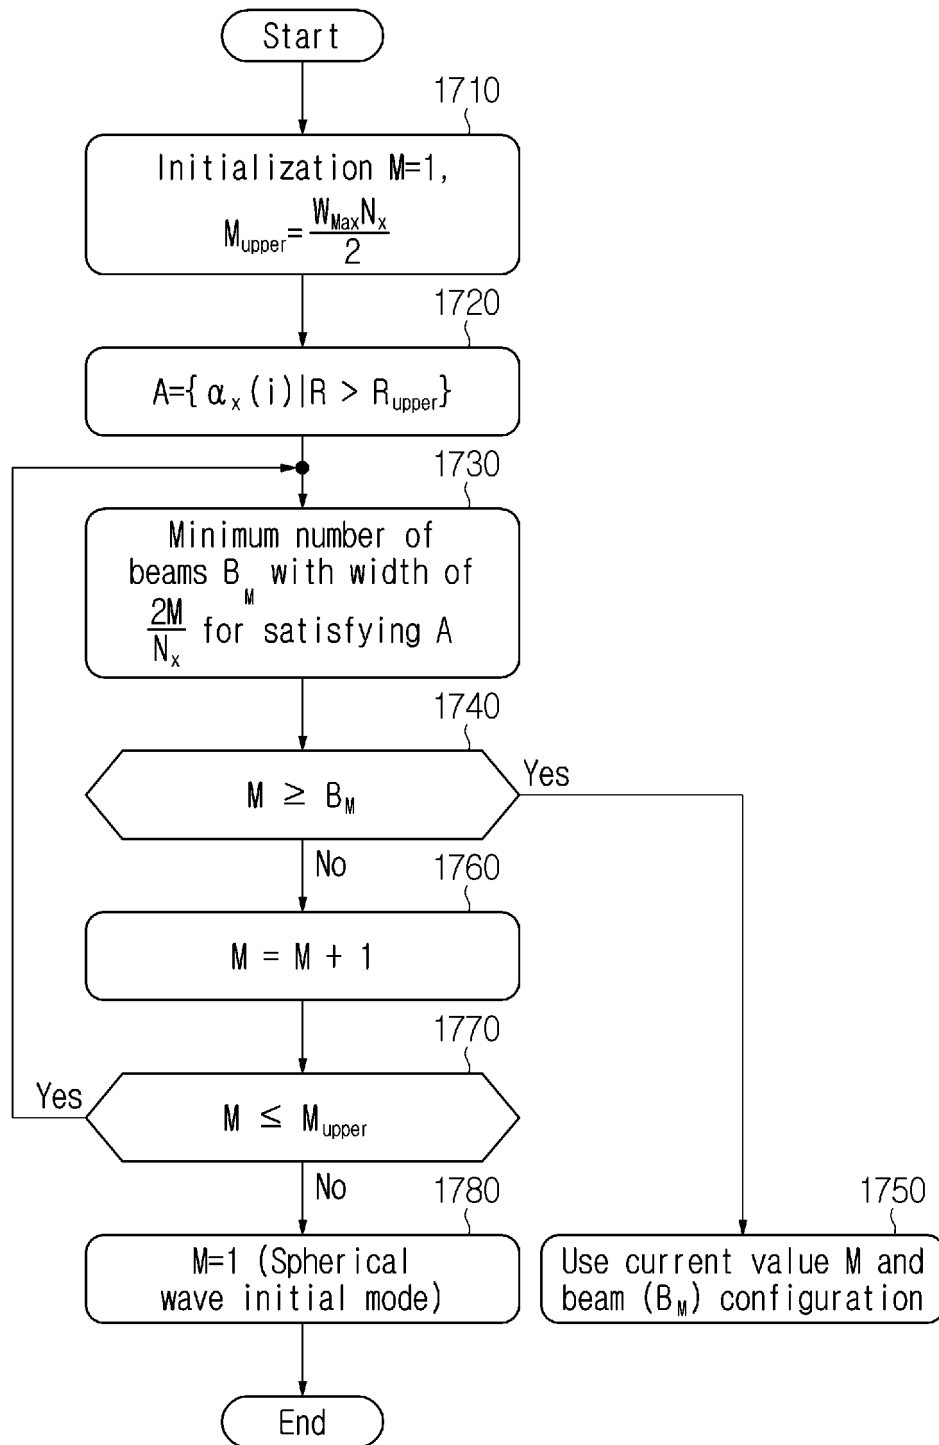 Start
1710
Initialization M=1,
M_upper = W_Max N_x / 2
1720
A={ α_x (i)|R > R_upper}
1730
Minimum number of
beams B_M with width of
2M/N_x for satisfying A
1740
M ≥ B_M
Yes
No
1760
M = M + 1
1770
Yes
M ≤ M_upper
No
1780
M=1 (Spherical
wave initial mode)
1750
Use current value M and
beam (B_M) configuration
End